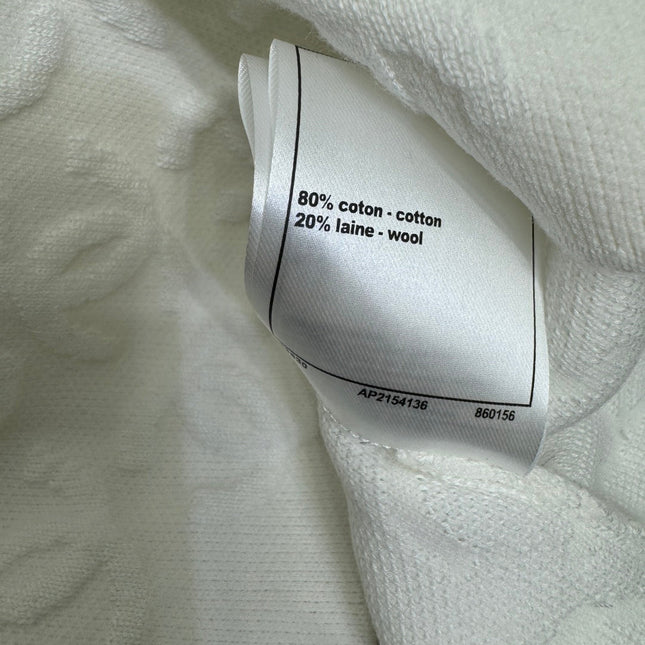 80% coton - cotton
20% laine - wool
AP2154136
860156